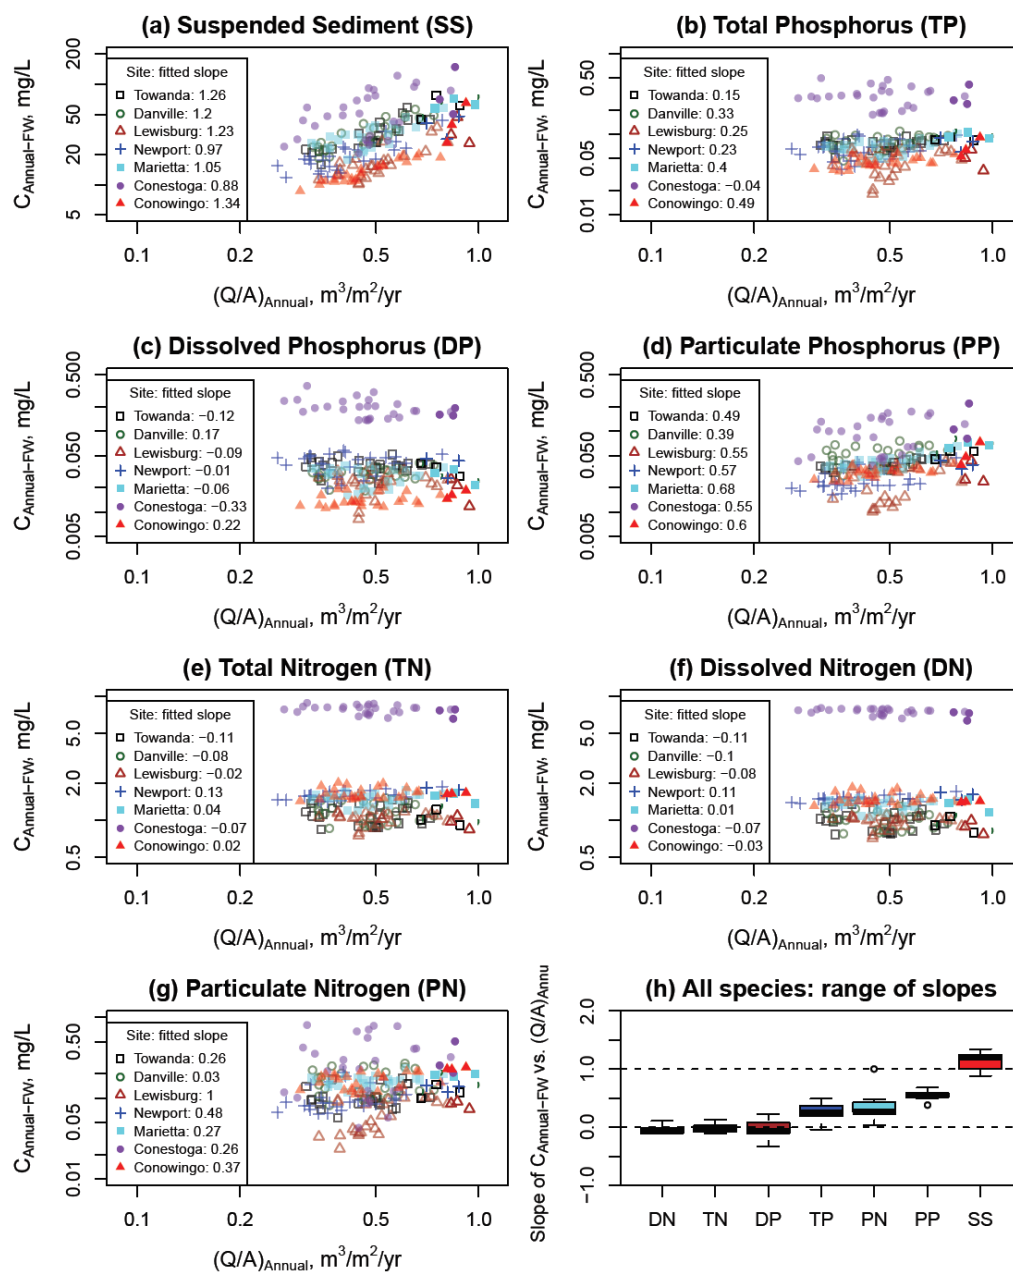 (a) Suspended Sediment (SS)
C_Annual−FW, mg/L
200
50
20
5
Site: fitted slope
Towanda: 1.26
Danville: 1.2
Lewisburg: 1.23
Newport: 0.97
Marietta: 1.05
Conestoga: 0.88
Conowingo: 1.34
0.1 0.2 0.5 1.0
(Q/A)_Annual, m³/m²/yr
(b) Total Phosphorus (TP)
C_Annual−FW, mg/L
0.50
0.05
0.01
Site: fitted slope
Towanda: 0.15
Danville: 0.33
Lewisburg: 0.25
Newport: 0.23
Marietta: 0.4
Conestoga: −0.04
Conowingo: 0.49
0.1 0.2 0.5 1.0
(Q/A)_Annual, m³/m²/yr
(c) Dissolved Phosphorus (DP)
C_Annual−FW, mg/L
0.500
0.050
0.005
Site: fitted slope
Towanda: −0.12
Danville: 0.17
Lewisburg: −0.09
Newport: −0.01
Marietta: −0.06
Conestoga: −0.33
Conowingo: 0.22
0.1 0.2 0.5 1.0
(Q/A)_Annual, m³/m²/yr
(d) Particulate Phosphorus (PP)
C_Annual−FW, mg/L
0.500
0.050
0.005
Site: fitted slope
Towanda: 0.49
Danville: 0.39
Lewisburg: 0.55
Newport: 0.57
Marietta: 0.68
Conestoga: 0.55
Conowingo: 0.6
0.1 0.2 0.5 1.0
(Q/A)_Annual, m³/m²/yr
(e) Total Nitrogen (TN)
C_Annual−FW, mg/L
5.0
2.0
0.5
Site: fitted slope
Towanda: −0.11
Danville: −0.08
Lewisburg: −0.02
Newport: 0.13
Marietta: 0.04
Conestoga: −0.07
Conowingo: 0.02
0.1 0.2 0.5 1.0
(Q/A)_Annual, m³/m²/yr
(f) Dissolved Nitrogen (DN)
C_Annual−FW, mg/L
5.0
2.0
0.5
Site: fitted slope
Towanda: −0.11
Danville: −0.1
Lewisburg: −0.08
Newport: 0.11
Marietta: 0.01
Conestoga: −0.07
Conowingo: −0.03
0.1 0.2 0.5 1.0
(Q/A)_Annual, m³/m²/yr
(g) Particulate Nitrogen (PN)
C_Annual−FW, mg/L
0.50
0.05
0.01
Site: fitted slope
Towanda: 0.26
Danville: 0.03
Lewisburg: 1
Newport: 0.48
Marietta: 0.27
Conestoga: 0.26
Conowingo: 0.37
0.1 0.2 0.5 1.0
(Q/A)_Annual, m³/m²/yr
(h) All species: range of slopes
Slope of C_Annual−FW vs. (Q/A)_Annu
2.0
1.0
0.0
−1.0
DN TN DP TP PN PP SS